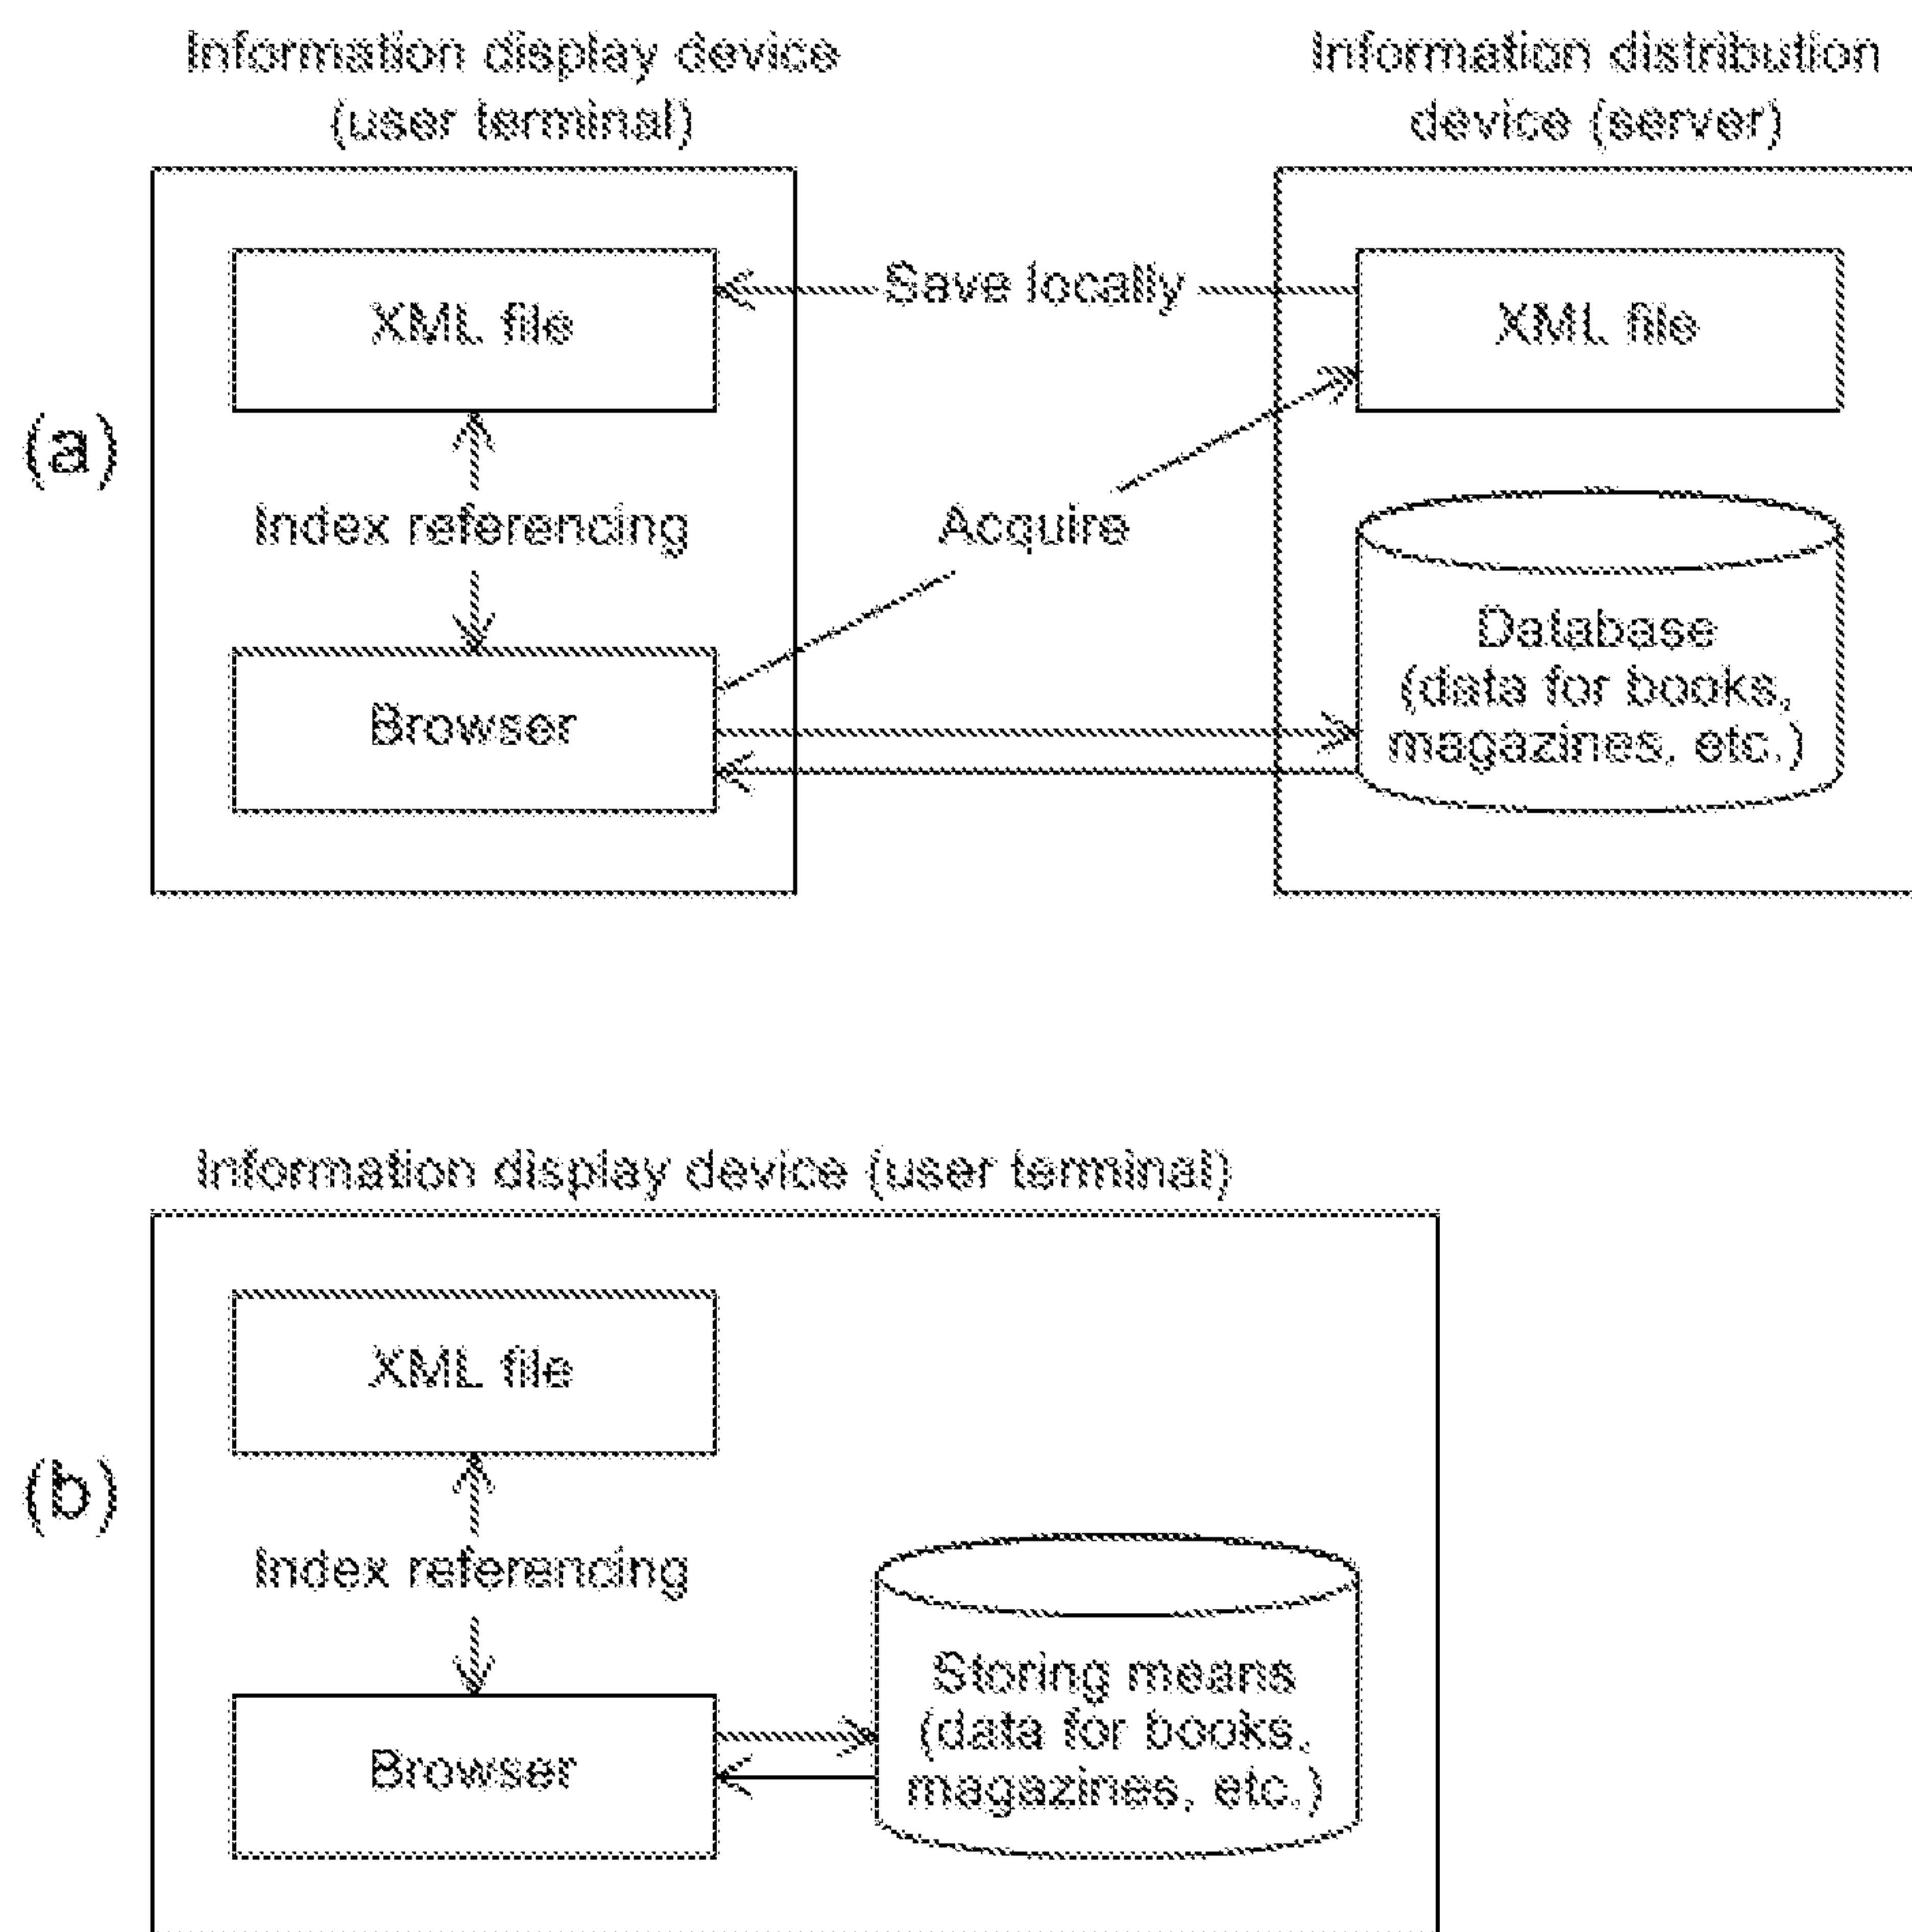 Information display device
(user terminal)
Information distribution
device (server)
(a)
XML file
Save locally
XML file
Index referencing
Acquire
Browser
Database
(data for books,
magazines, etc.)
Information display device (user terminal)
(b)
XML file
Index referencing
Browser
Storing means
(data for books,
magazines, etc.)